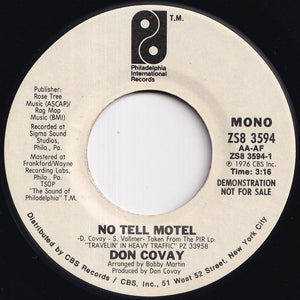 T.M.
Philadelphia
International
Records
Publisher:
Rose Tree
Music (ASCAP)/
Rag Mop
Music (BMI)
Recorded at
Sigma Sound
Studios,
Phila., Pa.
Mastered at
Frankford/Wayne
Recording Labs,
Phila., Pa.
TSOP
"The Sound of
Philadelphia"
MONO
ZS8 3594
AA-AF
ZS8 3594-1
℗ 1976 CBS Inc.
Time: 3:16
DEMONSTRATION
NOT FOR SALE
NO TELL MOTEL
-D. Covay - S. Vollmer- Taken From The PIR Lp:
"TRAVELIN' IN HEAVY TRAFFIC" PZ 33958
DON COVAY
Arranged by Bobby Martin
Produced by Don Covay
Distributed by CBS Records / CBS, Inc., 51 West 52 Street, New York City